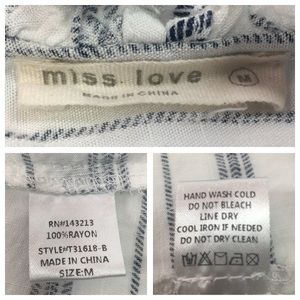 miss love
M
MADE IN CHINA
RN#143213
100%RAYON
STYLE#T31618-B
MADE IN CHINA
SIZE:M
HAND WASH COLD
DO NOT BLEACH
LINE DRY
COOL IRON IF NEEDED
DO NOT DRY CLEAN